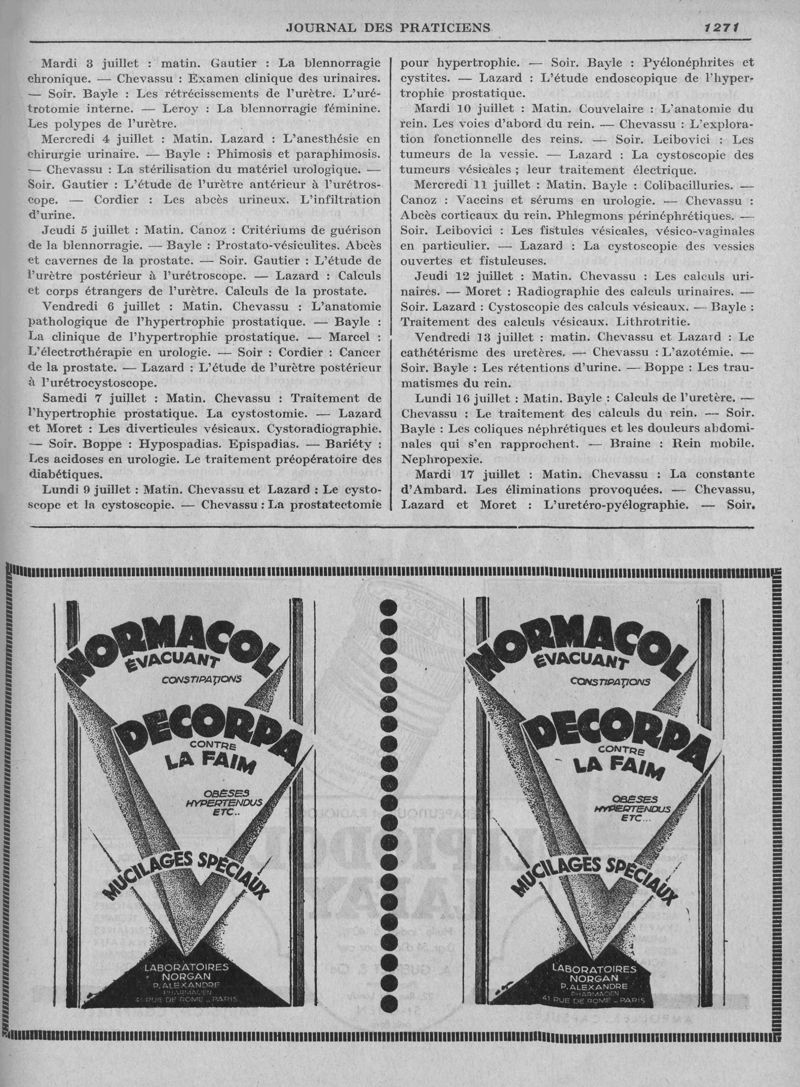 JOURNAL DES PRATICIENS 1271
Mardi 3 juillet : matin. Gautier : La blennorragie
chronique. — Chevassu : Examen clinique des urinaires.
— Soir. Bayle : Les rétrécissements de l'urètre. L'uré-
trotomie interne. — Leroy : La blennorragie féminine.
Les polypes de l'urètre.
Mercredi 4 juillet : Matin. Lazard : L'anesthésie en
chirurgie urinaire. — Bayle : Phimosis et paraphimosis.
— Chevassu : La stérilisation du matériel urologique. —
Soir. Gautier : L'étude de l'urètre antérieur à l'urétros-
cope. — Cordier : Les abcès urineux. L'infiltration
d'urine.
Jeudi 5 juillet : Matin. Canoz : Critériums de guérison
de la blennorragie. — Bayle : Prostato-vésiculites. Abcès
et cavernes de la prostate. — Soir. Gautier : L'étude de
l'urètre postérieur à l'urétroscope. — Lazard : Calculs
et corps étrangers de l'urètre. Calculs de la prostate.
Vendredi 6 juillet : Matin. Chevassu : L'anatomie
pathologique de l'hypertrophie prostatique. — Bayle :
La clinique de l'hypertrophie prostatique. — Marcel :
L'électrothérapie en urologie. — Soir : Cordier : Cancer
de la prostate. — Lazard : L'étude de l'urètre postérieur
à l'urétrocystoscope.
Samedi 7 juillet : Matin. Chevassu : Traitement de
l'hypertrophie prostatique. La cystostomie. — Lazard
et Moret : Les diverticules vésicaux. Cystoradiographie.
— Soir. Boppe : Hypospadias. Epispadias. — Bariéty :
Les acidoses en urologie. Le traitement préopératoire des
diabétiques.
Lundi 9 juillet : Matin. Chevassu et Lazard : Le cysto-
scope et la cystoscopie. — Chevassu : La prostatectomie
pour hypertrophie. — Soir. Bayle : Pyélonéphrites et
cystites. — Lazard : L'étude endoscopique de l'hyper-
trophie prostatique.
Mardi 10 juillet : Matin. Couvelaire : L'anatomie du
rein. Les voies d'abord du rein. — Chevassu : L'explora-
tion fonctionnelle des reins. — Soir. Leibovici : Les
tumeurs de la vessie. — Lazard : La cystoscopie des
tumeurs vésicales ; leur traitement électrique.
Mercredi 11 juillet : Matin. Bayle : Colibacilluries. —
Canoz : Vaccins et sérums en urologie. — Chevassu :
Abcès corticaux du rein. Phlegmons périnéphrétiques. —
Soir. Leibovici : Les fistules vésicales, vésico-vaginales
en particulier. — Lazard : La cystoscopie des vessies
ouvertes et fistuleuses.
Jeudi 12 juillet : Matin. Chevassu : Les calculs uri-
naires. — Moret : Radiographie des calculs urinaires. —
Soir. Lazard : Cystoscopie des calculs vésicaux. — Bayle :
Traitement des calculs vésicaux. Lithrotritie.
Vendredi 13 juillet : matin. Chevassu et Lazard : Le
cathétérisme des uretères. — Chevassu : L'azotémie. —
Soir. Bayle : Les rétentions d'urine. — Boppe : Les trau-
matismes du rein.
Lundi 16 juillet : Matin. Bayle : Calculs de l'uretère. —
Chevassu : Le traitement des calculs du rein. — Soir.
Bayle : Les coliques néphrétiques et les douleurs abdomi-
nales qui s'en rapprochent. — Braine : Rein mobile.
Nephropexie.
Mardi 17 juillet : Matin. Chevassu : La constante
d'Ambard. Les éliminations provoquées. — Chevassu,
Lazard et Moret : L'uretéro-pyélographie. — Soir.
NORMACOL
ÉVACUANT
CONSTIPATIONS
DECORPA
CONTRE
LA FAIM
OBÈSES
HYPERTENDUS
ETC...
MUCILAGES SPÉCIAUX
LABORATOIRES
NORGAN
P. ALEXANDRE
PHARMACIEN
41 RUE DE ROME - PARIS
NORMACOL
ÉVACUANT
CONSTIPATIONS
DECORPA
CONTRE
LA FAIM
OBÈSES
HYPERTENDUS
ETC...
MUCILAGES SPÉCIAUX
LABORATOIRES
NORGAN
P. ALEXANDRE
PHARMACIEN
41 RUE DE ROME - PARIS